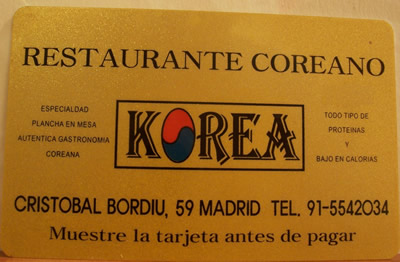 RESTAURANTE COREANO
ESPECIALDAD
PLANCHA EN MESA
AUTENTICA GASTRONOMIA
COREANA
KOREA
TODO TIPO DE
PROTEINAS
Y
BAJO EN CALORIAS
CRISTOBAL BORDIU, 59 MADRID TEL. 91-5542034
Muestre la tarjeta antes de pagar